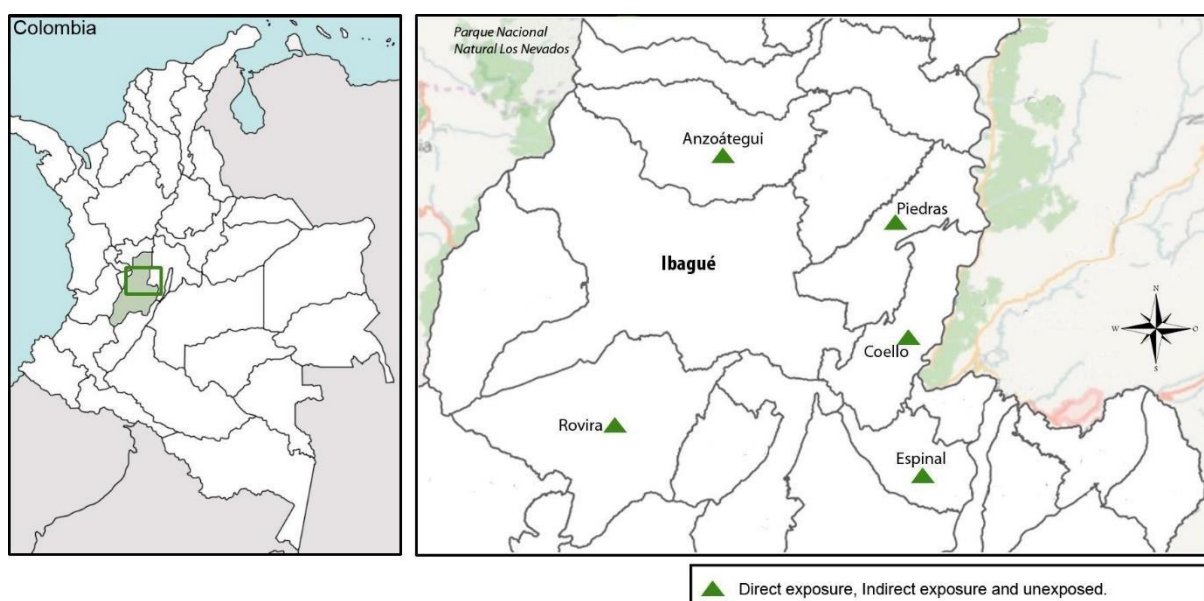 Colombia
Parque Nacional
Natural Los Nevados
Anzoátegui
Piedras
Ibagué
Coello
Rovira
Espinal
N
W
O
S
Direct exposure, Indirect exposure and unexposed.